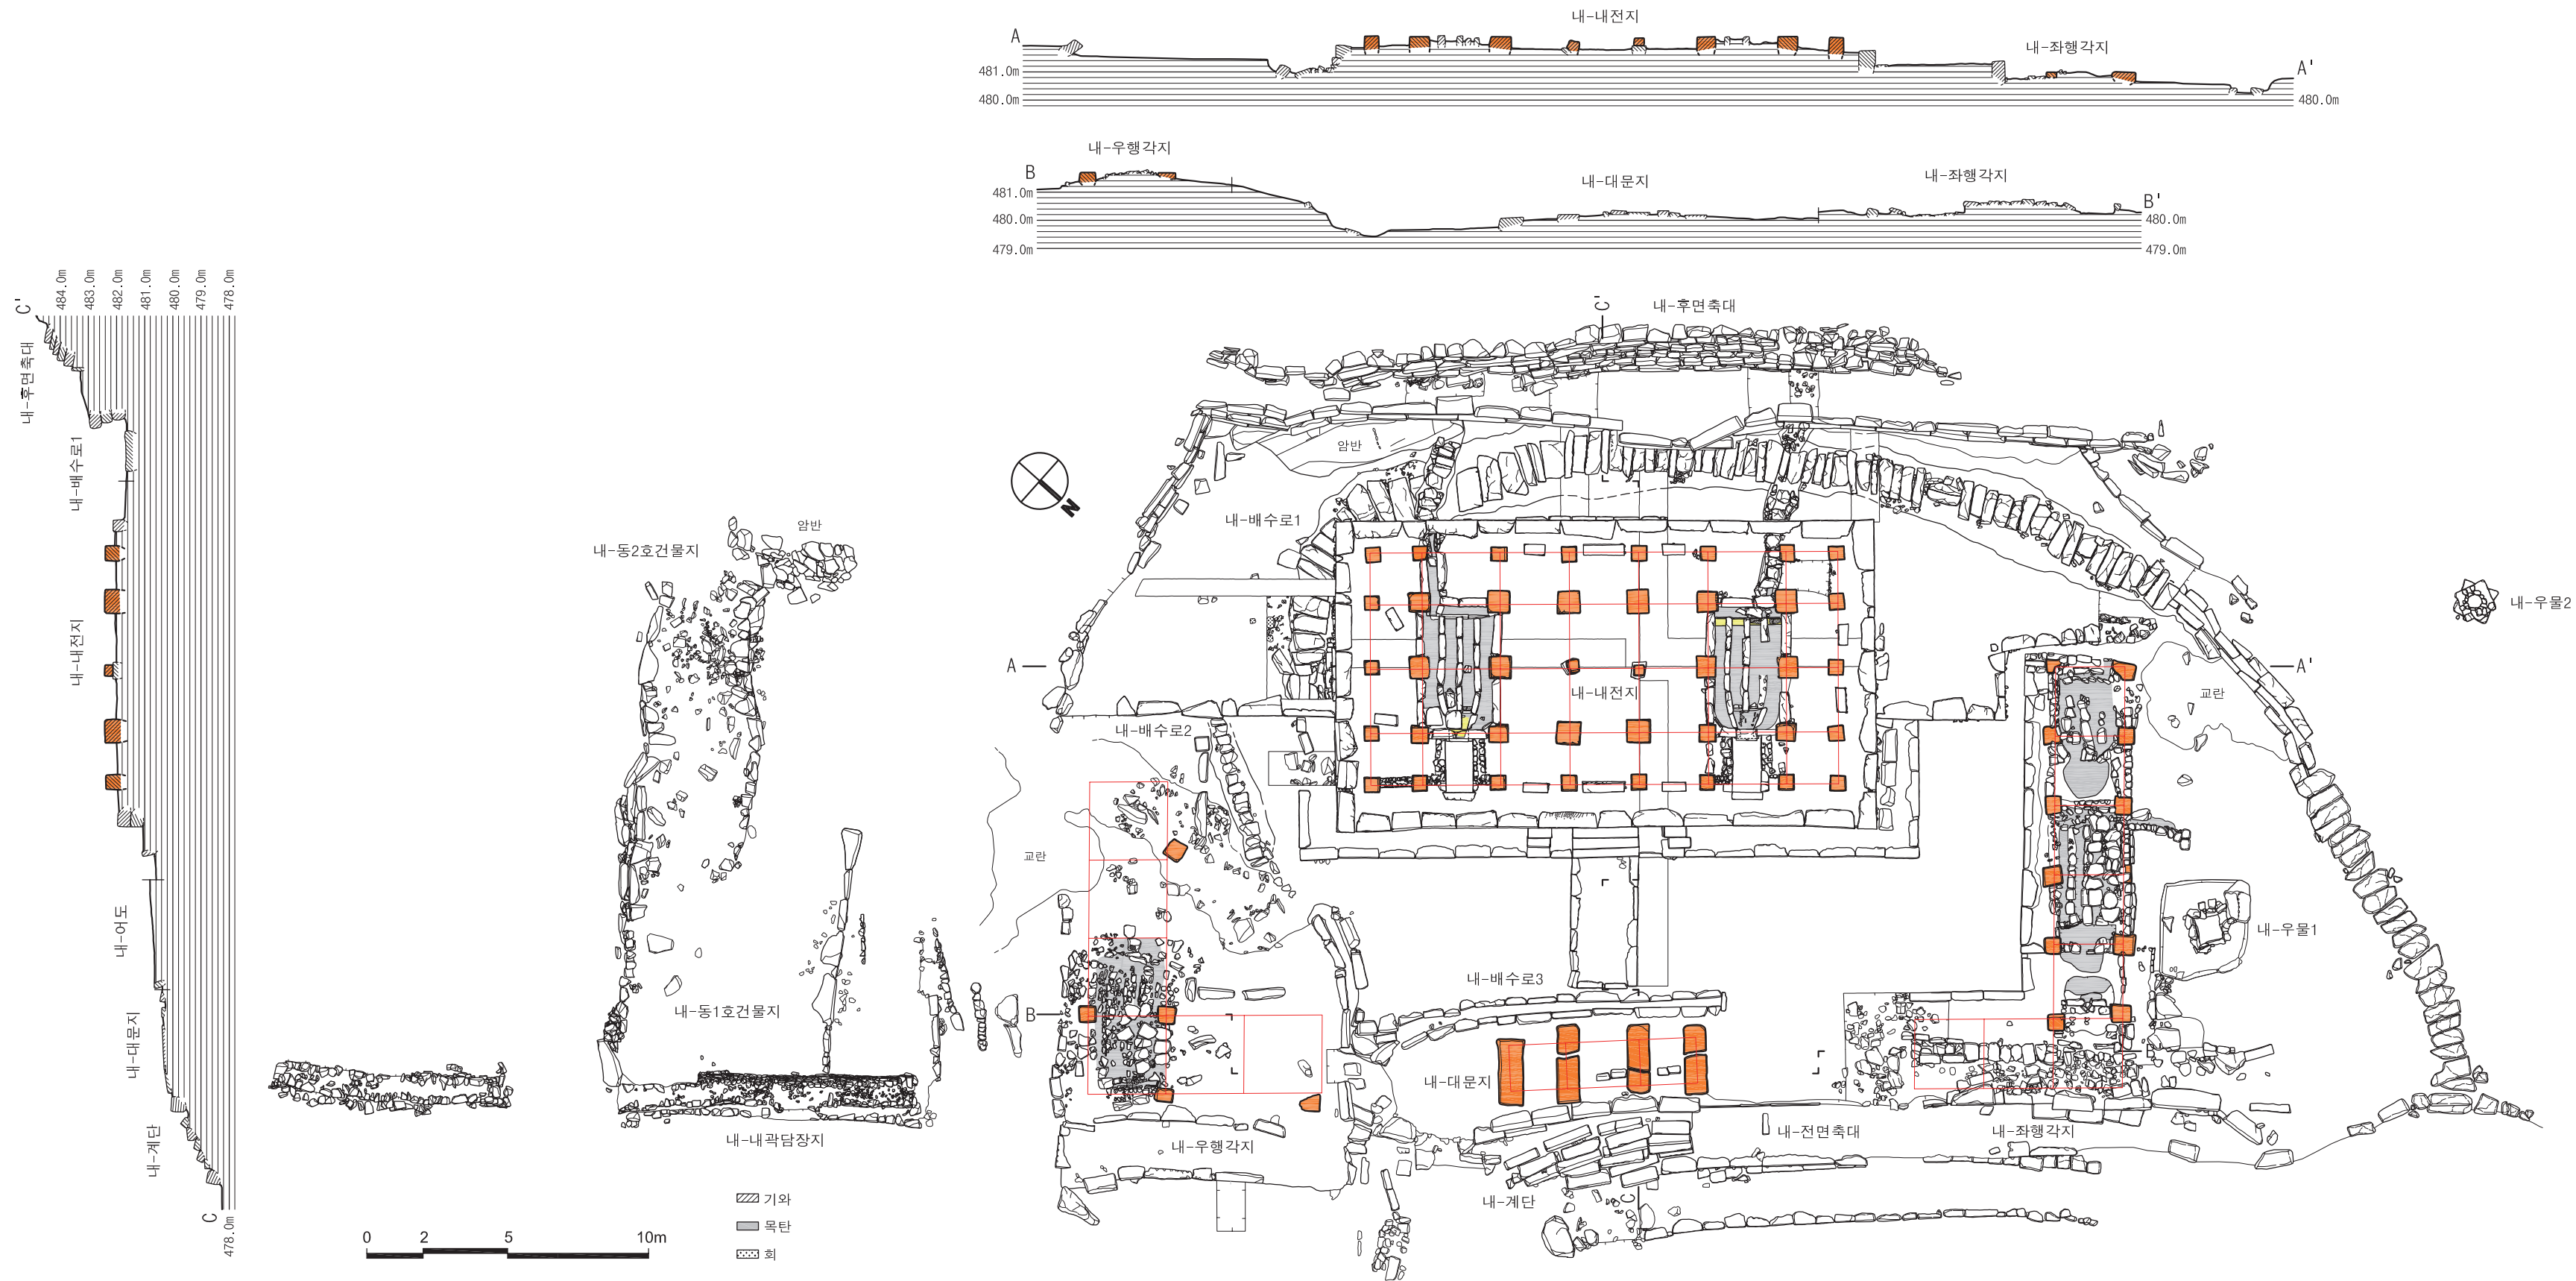 내-내전지
A
내-좌행각지
A'
481.0m
480.0m
480.0m
내-우행각지
B
내-대문지
내-좌행각지
B'
481.0m
480.0m
480.0m
479.0m
479.0m
C'
484.0m
483.0m
482.0m
481.0m
480.0m
479.0m
478.0m
내-후면축대
내-배수로1
내-내전지
내-어도
내-대문지
내-계단
C
478.0m
C'
내-후면축대
암반
N
내-배수로1
암반
내-동2호건물지
내-우물2
A
A'
내-내전지
교란
내-배수로2
교란
내-우물1
내-배수로3
내-동1호건물지
B
내-대문지
내-내곽담장지
내-우행각지
내-전면축대
내-좌행각지
내-계단
C
기와
목탄
회
0 2 5 10m